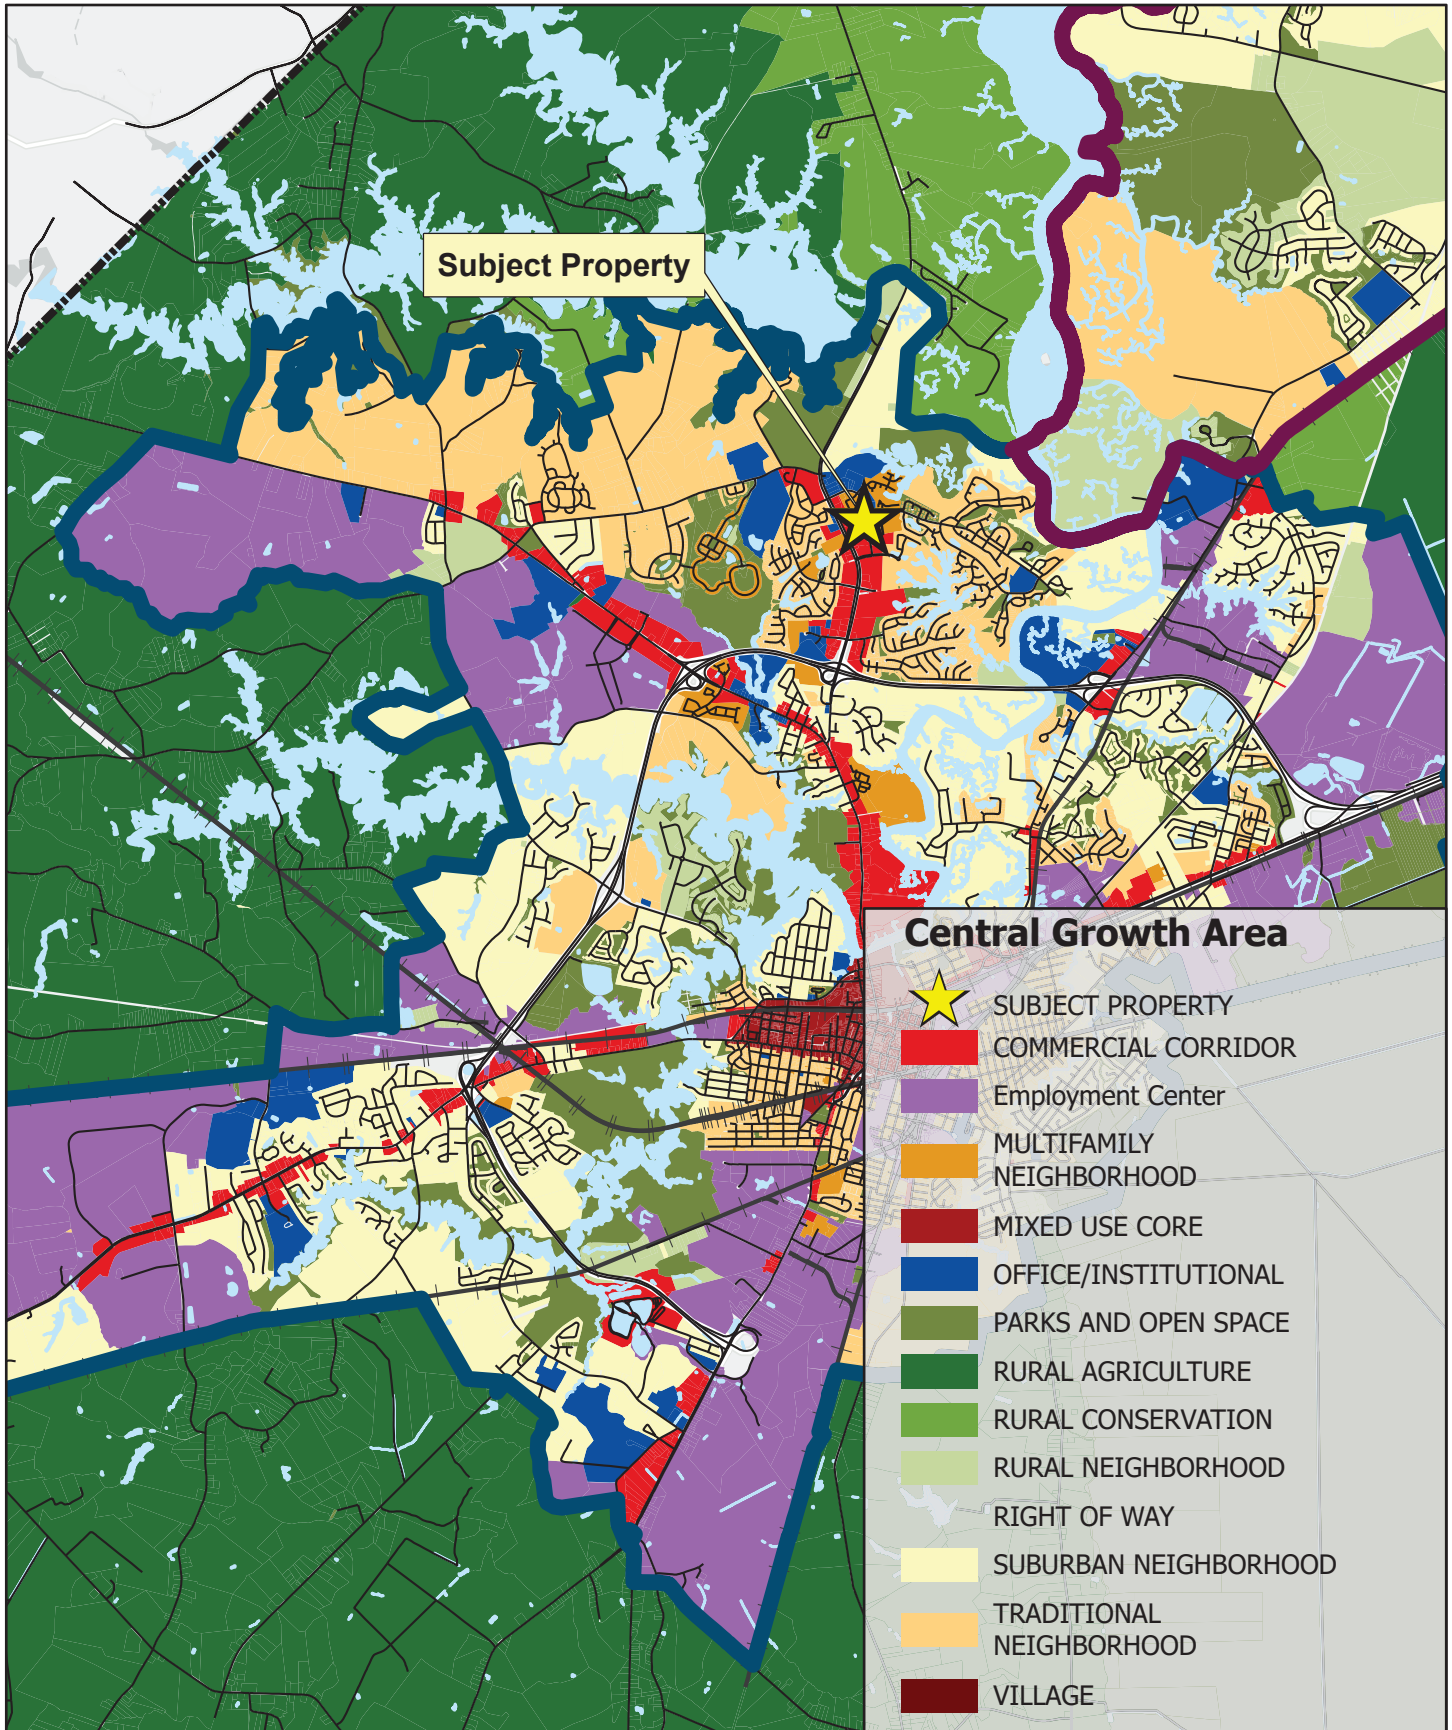 Subject Property
Central Growth Area
SUBJECT PROPERTY
COMMERCIAL CORRIDOR
Employment Center
MULTIFAMILY
NEIGHBORHOOD
MIXED USE CORE
OFFICE/INSTITUTIONAL
PARKS AND OPEN SPACE
RURAL AGRICULTURE
RURAL CONSERVATION
RURAL NEIGHBORHOOD
RIGHT OF WAY
SUBURBAN NEIGHBORHOOD
TRADITIONAL
NEIGHBORHOOD
VILLAGE